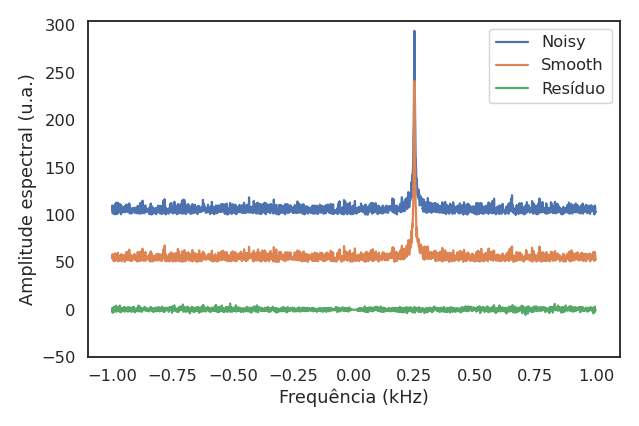 300
250
200
150
100
50
0
−50
Amplitude espectral (u.a.)
Noisy
Smooth
Resíduo
−1.00 −0.75 −0.50 −0.25 0.00 0.25 0.50 0.75 1.00
Frequência (kHz)